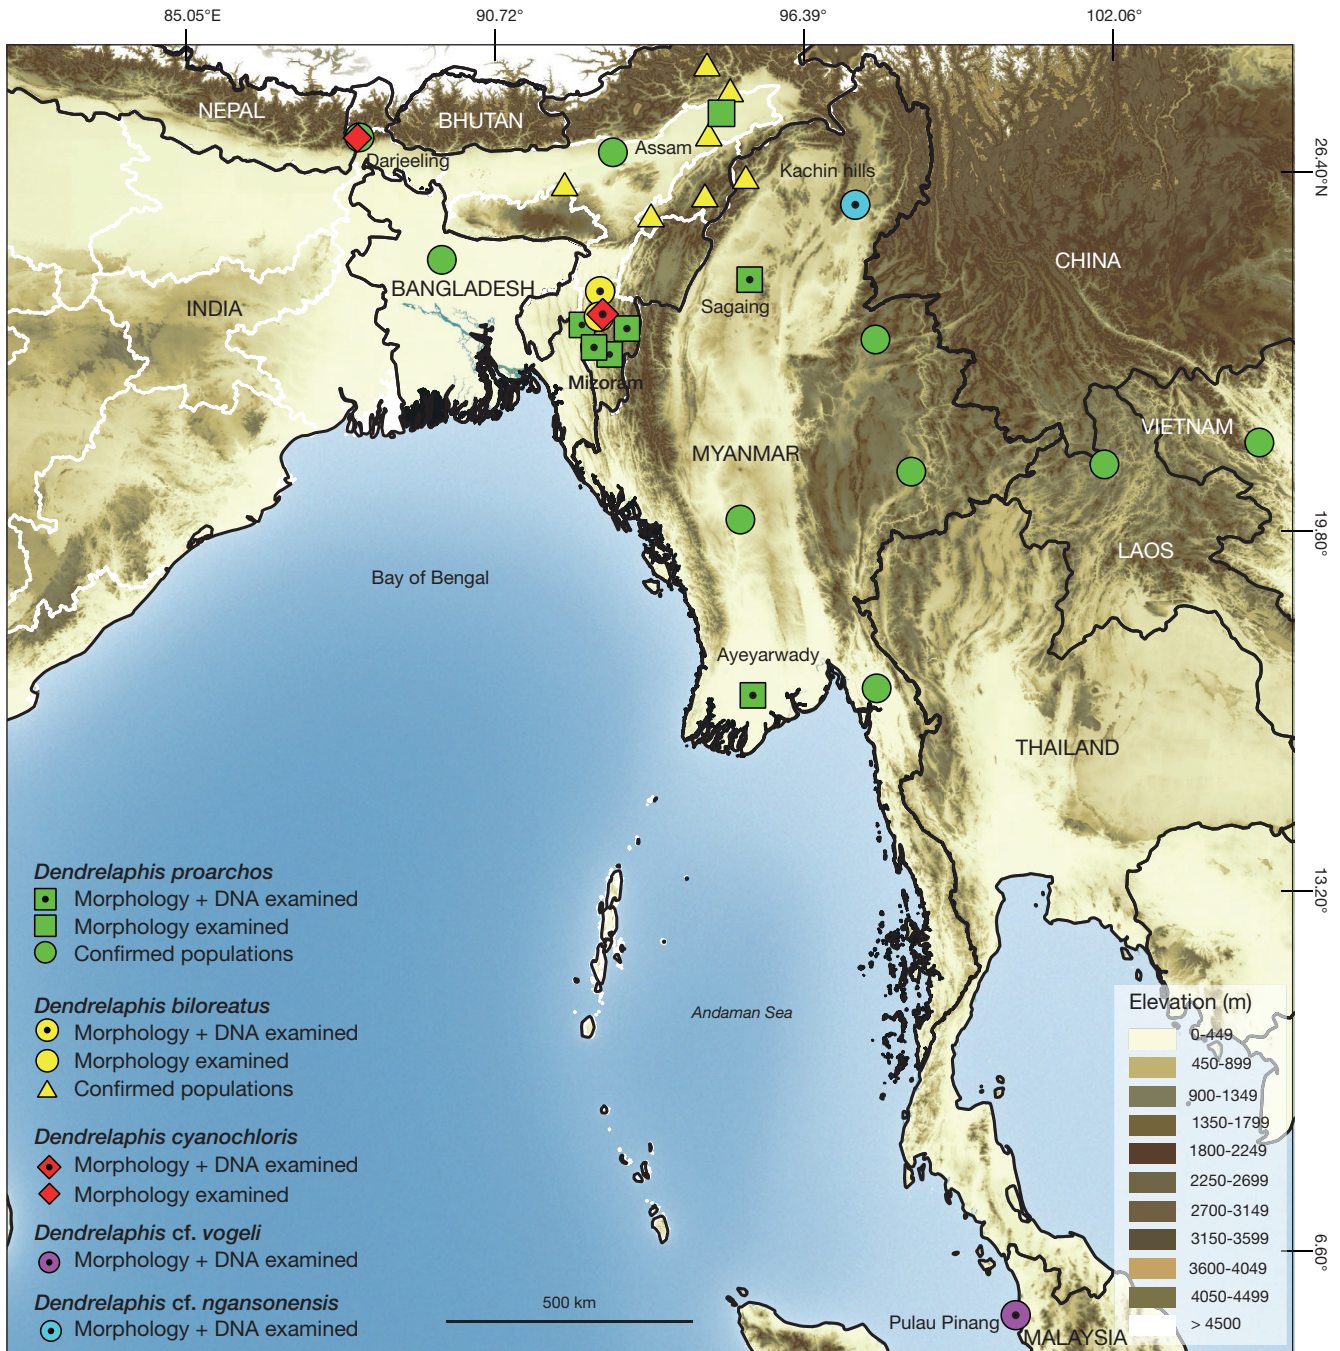 85.05°E 90.72° 96.39° 102.06°
NEPAL
BHUTAN
Darjeeling
Assam
Kachin hills
26.40°N
CHINA
BANGLADESH
INDIA
Sagaing
Mizoram
VIETNAM
MYANMAR
19.80°
LAOS
Bay of Bengal
Ayeyarwady
THAILAND
13.20°
Dendrelaphis proarchos
Morphology + DNA examined
Morphology examined
Confirmed populations
Dendrelaphis biloreatus
Morphology + DNA examined
Morphology examined
Confirmed populations
Dendrelaphis cyanochloris
Morphology + DNA examined
Morphology examined
Dendrelaphis cf. vogeli
Morphology + DNA examined
Dendrelaphis cf. ngansonensis
Morphology + DNA examined
Andaman Sea
500 km
Pulau Pinang
MALAYSIA
6.60°
Elevation (m)
0-449
450-899
900-1349
1350-1799
1800-2249
2250-2699
2700-3149
3150-3599
3600-4049
4050-4499
> 4500